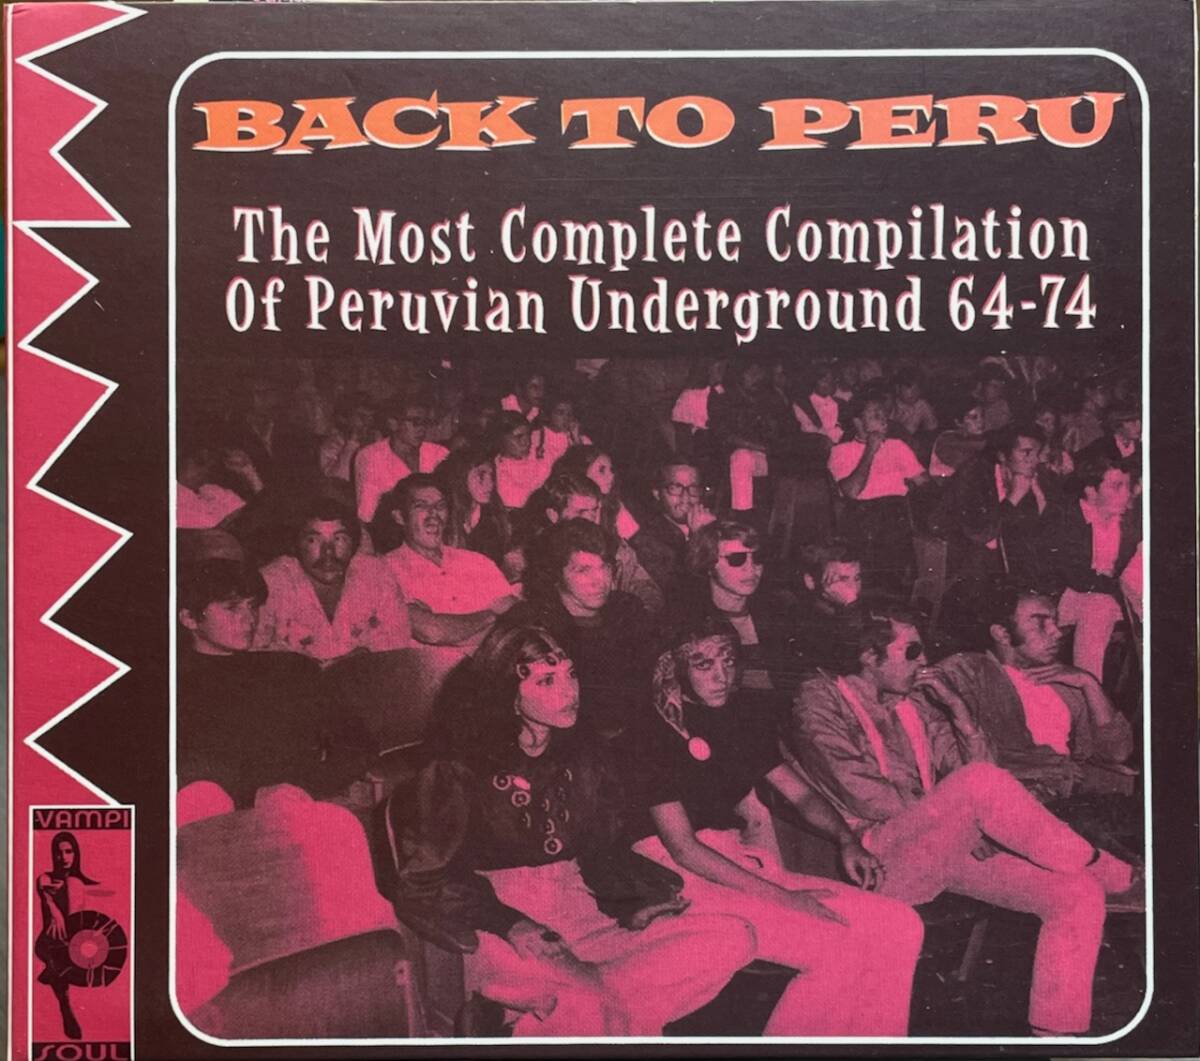 BACK TO PERU
The Most Complete Compilation
Of Peruvian Underground 64-74
VAMPI
SOUL